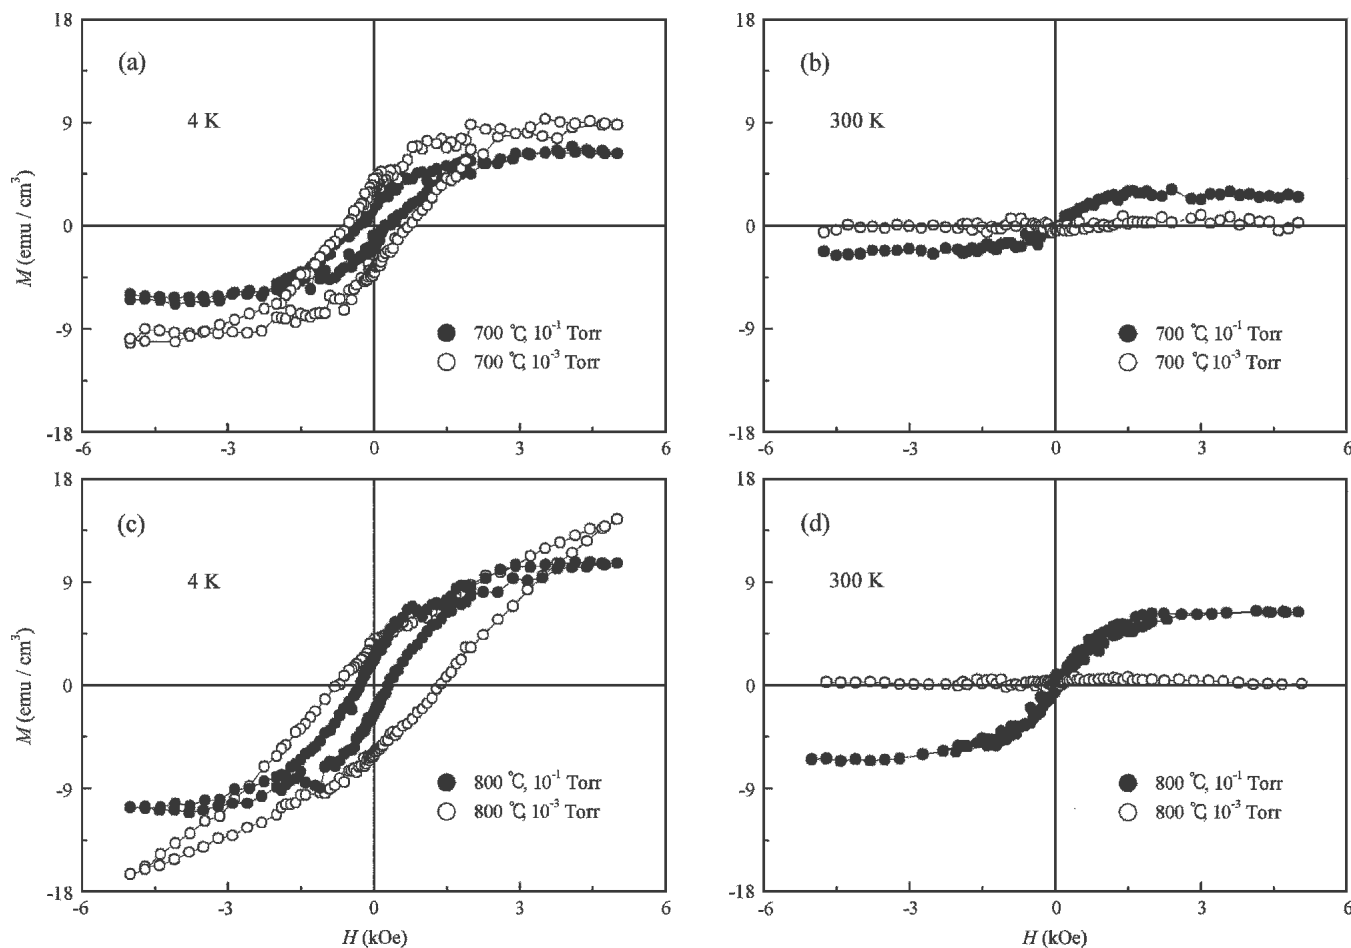 18
9
0
-9
-18
M (emu / cm³)
(a)
4 K
700 ℃, 10⁻¹ Torr
700 ℃, 10⁻³ Torr
-6
-3
0
3
6
18
9
0
-9
-18
(b)
300 K
700 ℃, 10⁻¹ Torr
700 ℃, 10⁻³ Torr
-6
-3
0
3
6
18
9
0
-9
-18
M (emu / cm³)
(c)
4 K
800 ℃, 10⁻¹ Torr
800 ℃, 10⁻³ Torr
-6
-3
0
3
6
H (kOe)
18
9
0
-9
-18
(d)
300 K
800 ℃, 10⁻¹ Torr
800 ℃, 10⁻³ Torr
-6
-3
0
3
6
H (kOe)